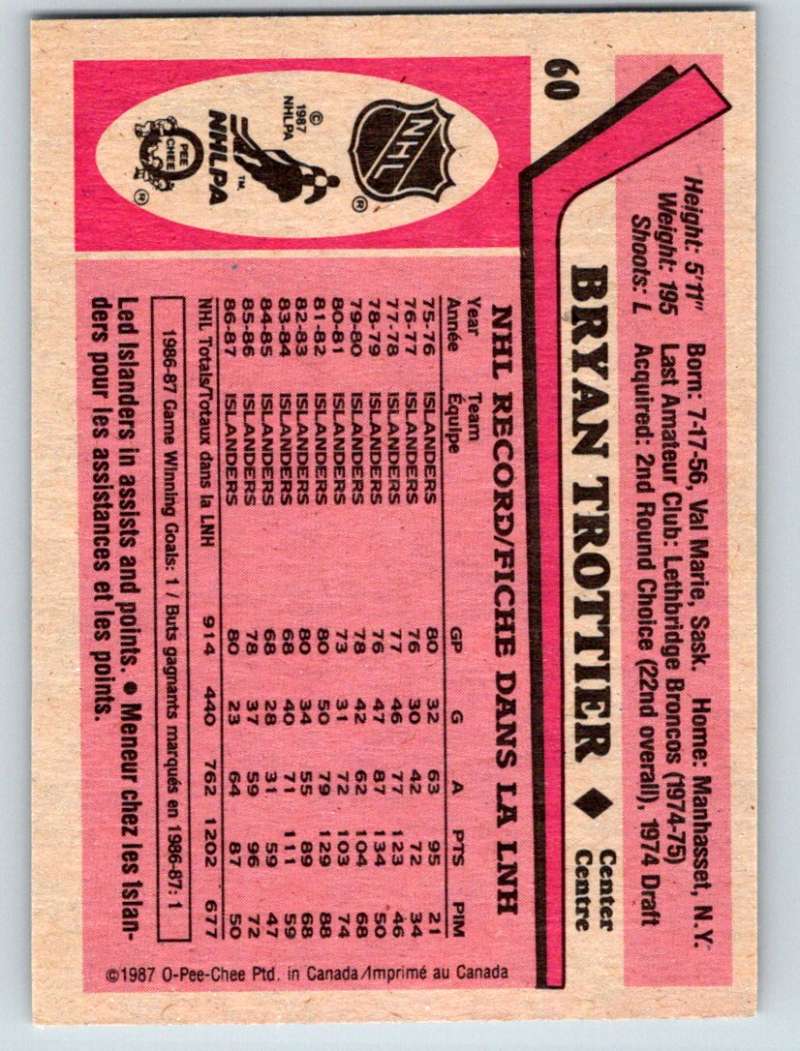 60
BRYAN TROTTIER ◆ Center
Centre
Height: 5'11" Born: 7-17-56, Val Marie, Sask. Home: Manhasset, N.Y.
Weight: 195 Last Amateur Club: Lethbridge Broncos (1974-75)
Shoots: L Acquired: 2nd Round Choice (22nd overall), 1974 Draft
NHL
®
© 1987 NHLPA
™
NHLPA
O PEE CHEE
®
NHL RECORD/FICHE DANS LA LNH
Year Team GP G A PTS PIM
Année Équipe
75-76 ISLANDERS 80 32 63 95 21
76-77 ISLANDERS 76 30 42 72 34
77-78 ISLANDERS 77 46 77 123 46
78-79 ISLANDERS 76 47 87 134 50
79-80 ISLANDERS 78 42 62 104 68
80-81 ISLANDERS 73 31 72 103 74
81-82 ISLANDERS 80 50 79 129 88
82-83 ISLANDERS 80 34 55 89 68
83-84 ISLANDERS 68 40 71 111 59
84-85 ISLANDERS 68 28 31 59 47
85-86 ISLANDERS 78 37 59 96 72
86-87 ISLANDERS 80 23 64 87 50
NHL Totals/Totaux dans la LNH 914 440 762 1202 677
1986-87 Game Winning Goals: 1 / Buts gagnants marqués en 1986-87: 1
Led Islanders in assists and points. • Meneur chez les Islan-
ders pour les assistances et les points.
©1987 O-Pee-Chee Ptd. in Canada/Imprimé au Canada